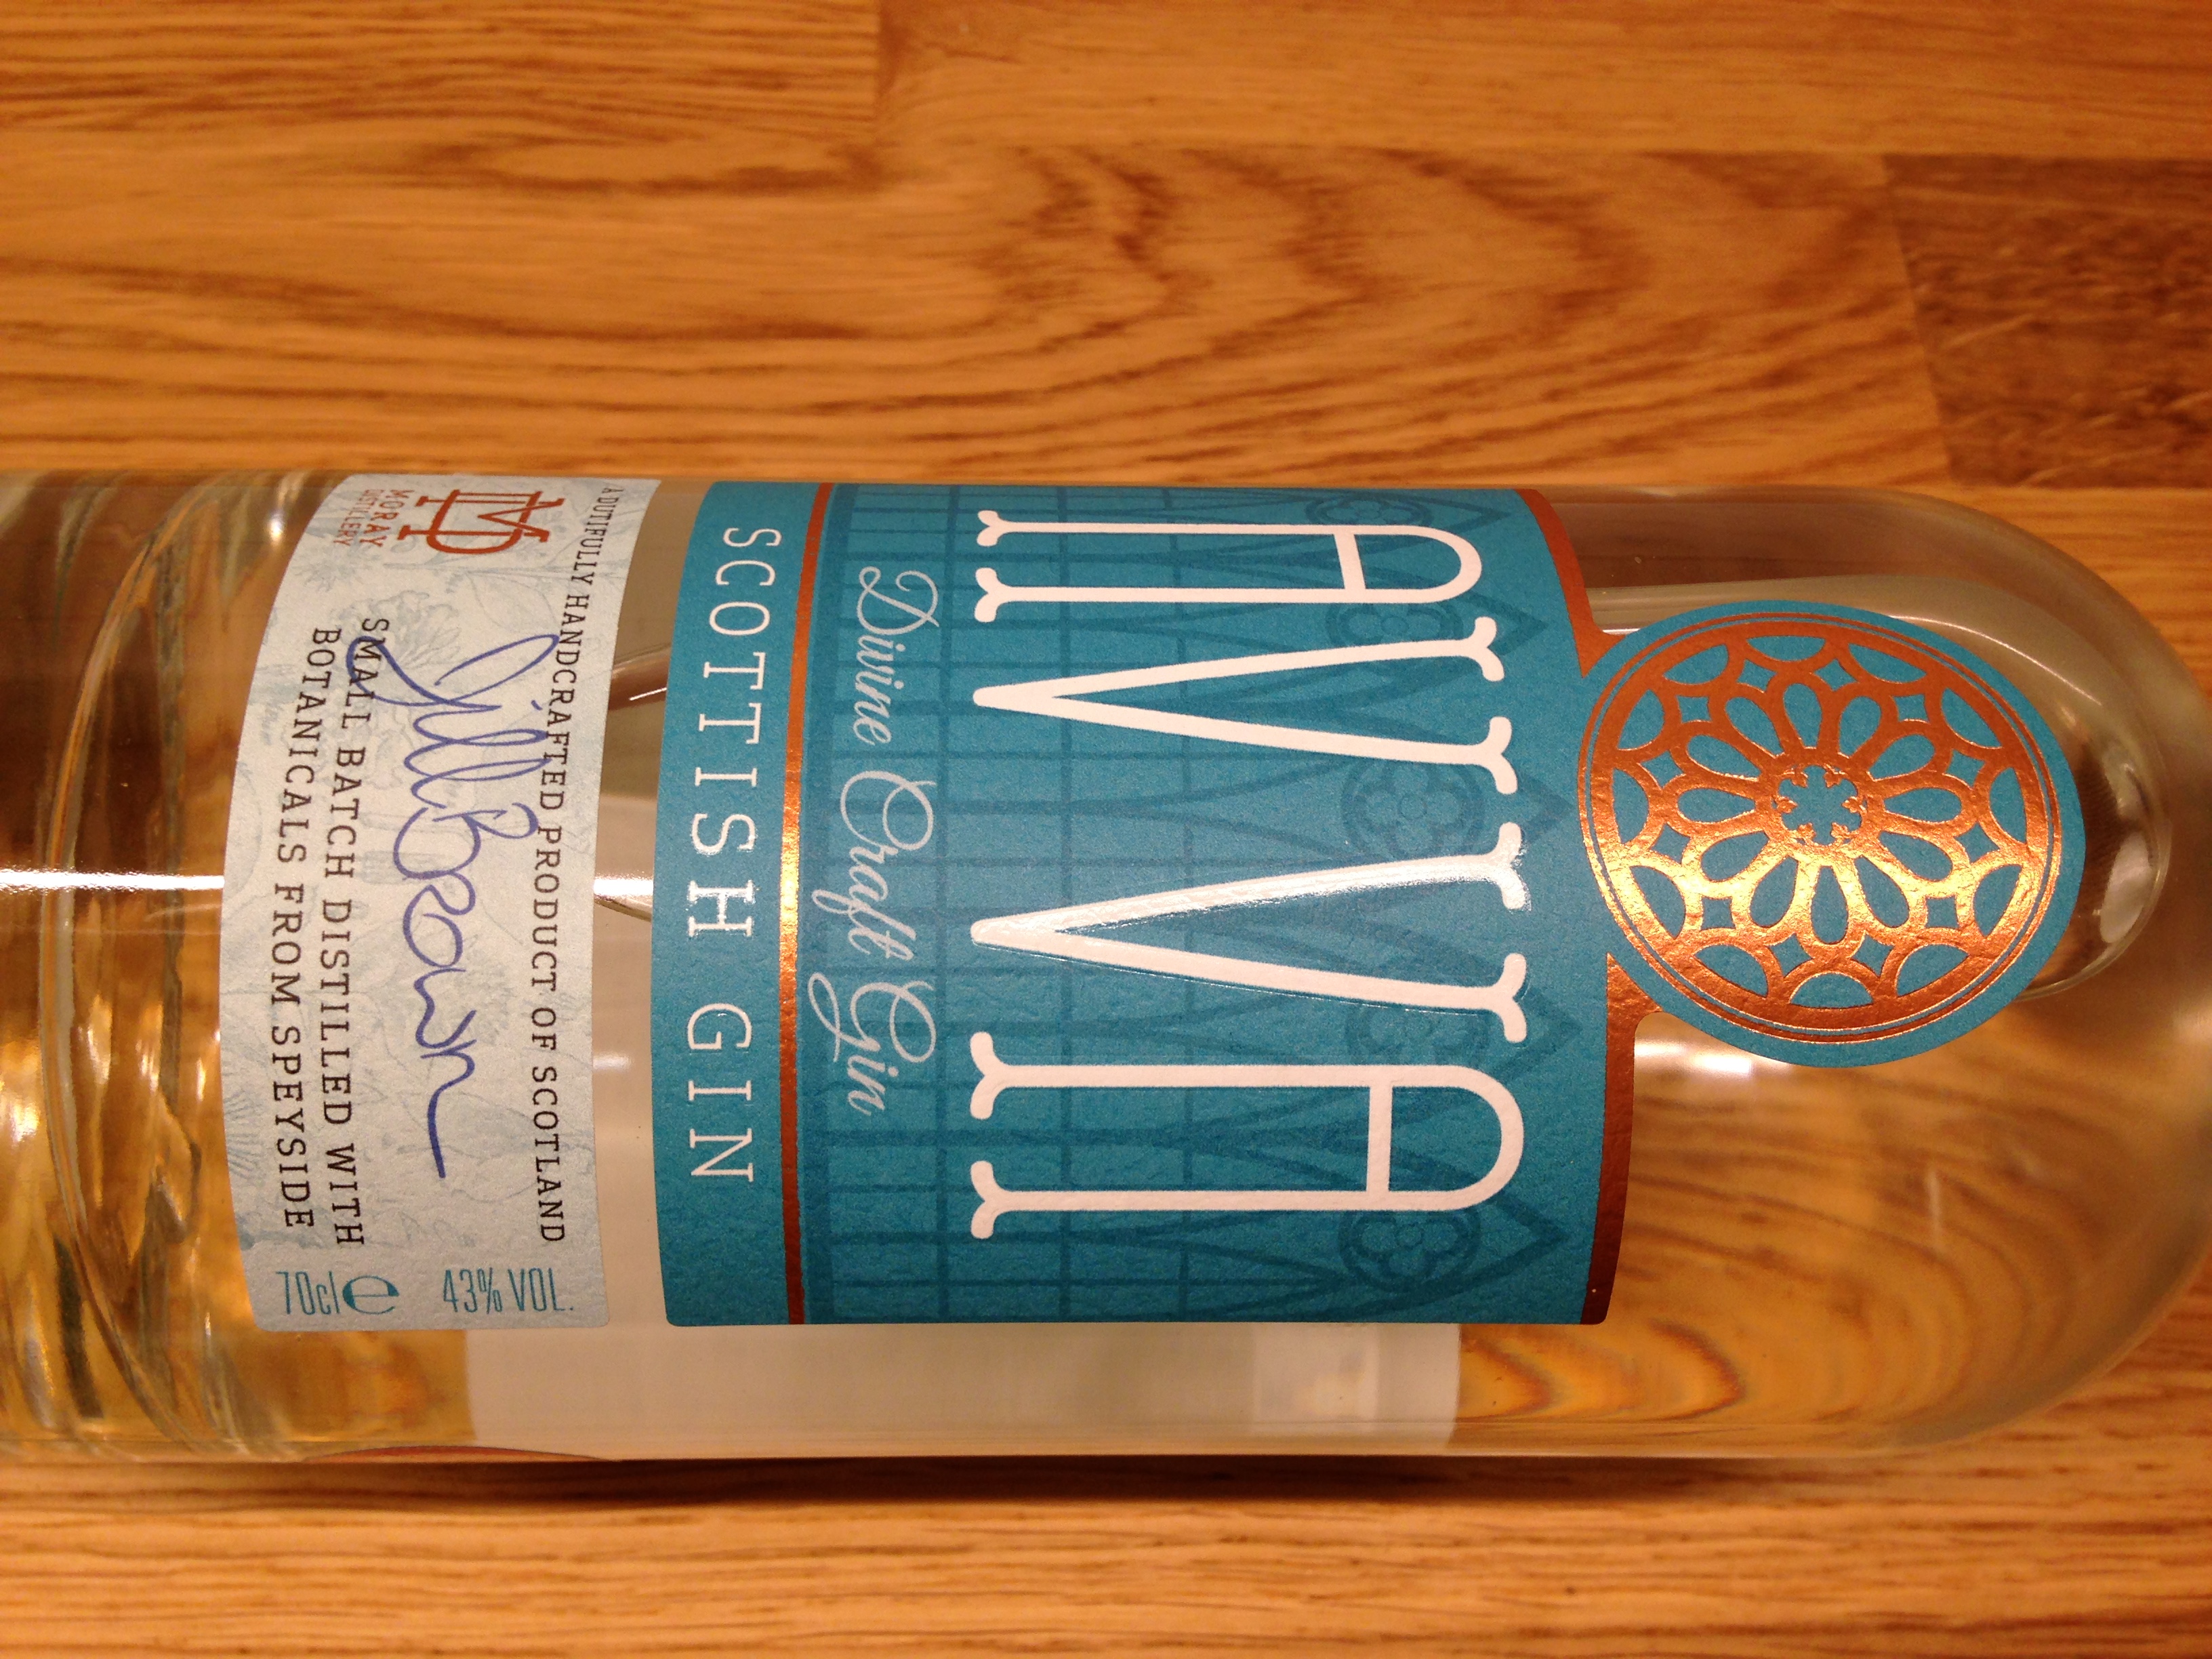 AVVA
Divine Craft Gin
SCOTTISH GIN
A DUTIFULLY HANDCRAFTED PRODUCT OF SCOTLAND
MD
MORAY
DISTILLERY
Jill Brown
SMALL BATCH DISTILLED WITH
BOTANICALS FROM SPEYSIDE
43% VOL.
70cl e